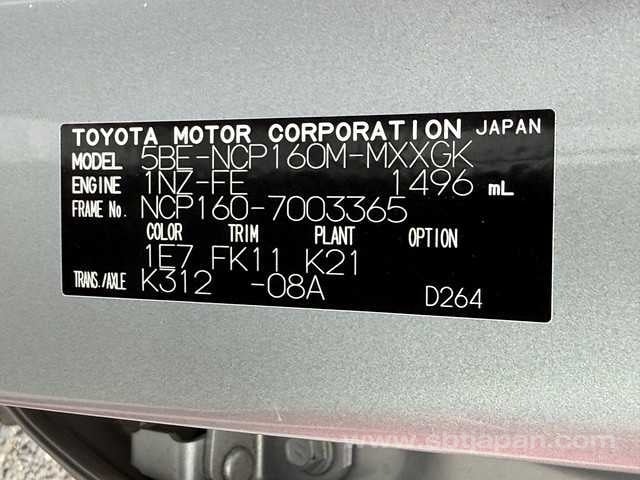 TOYOTA MOTOR CORPORATION JAPAN
MODEL 5BE-NCP160M-MXXGK
ENGINE 1NZ-FE 1496 mL
FRAME No. NCP160-7003365
COLOR TRIM PLANT OPTION
1E7 FK11 K21
TRANS./AXLE K312 -08A D264
www.sbtjapan.com